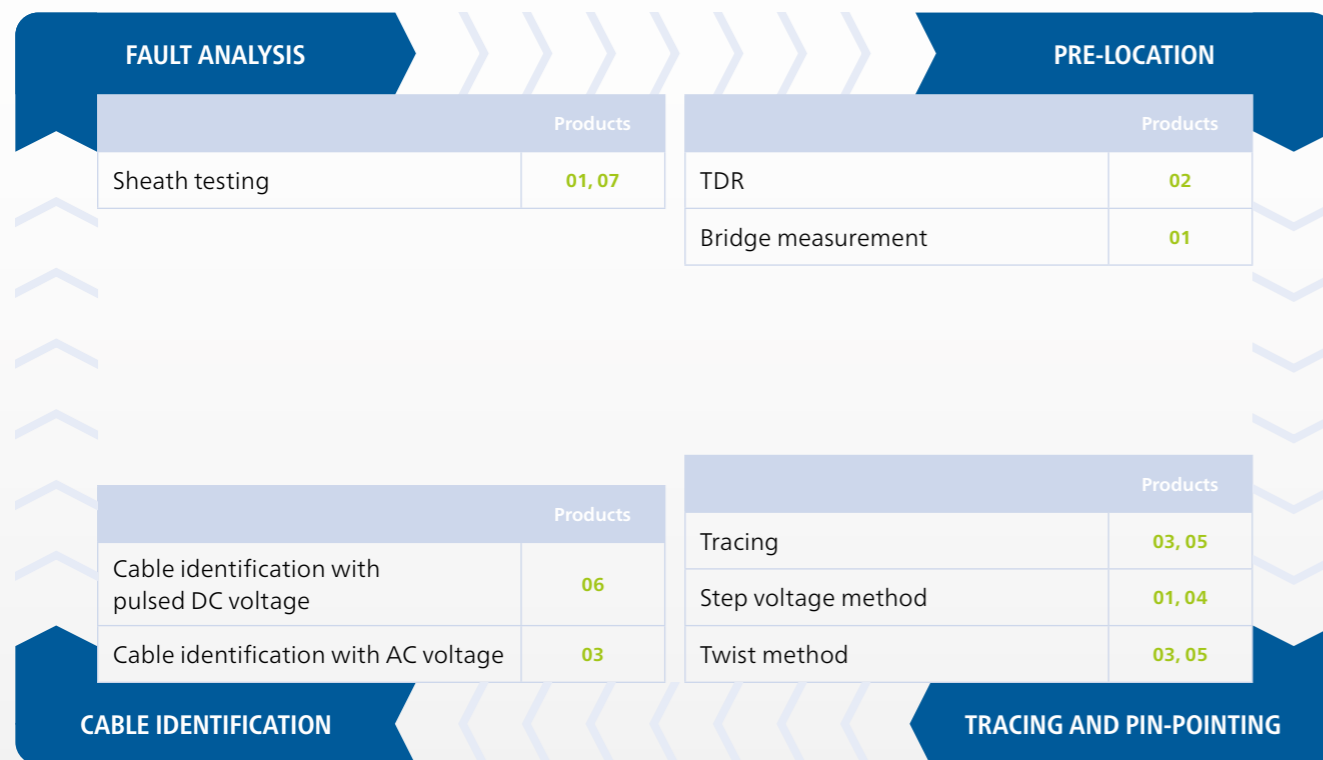 FAULT ANALYSIS
PRE-LOCATION
Products
Sheath testing 01, 07
Products
TDR 02
Bridge measurement 01
Products
Cable identification with
pulsed DC voltage 06
Cable identification with AC voltage 03
Products
Tracing 03, 05
Step voltage method 01, 04
Twist method 03, 05
CABLE IDENTIFICATION
TRACING AND PIN-POINTING